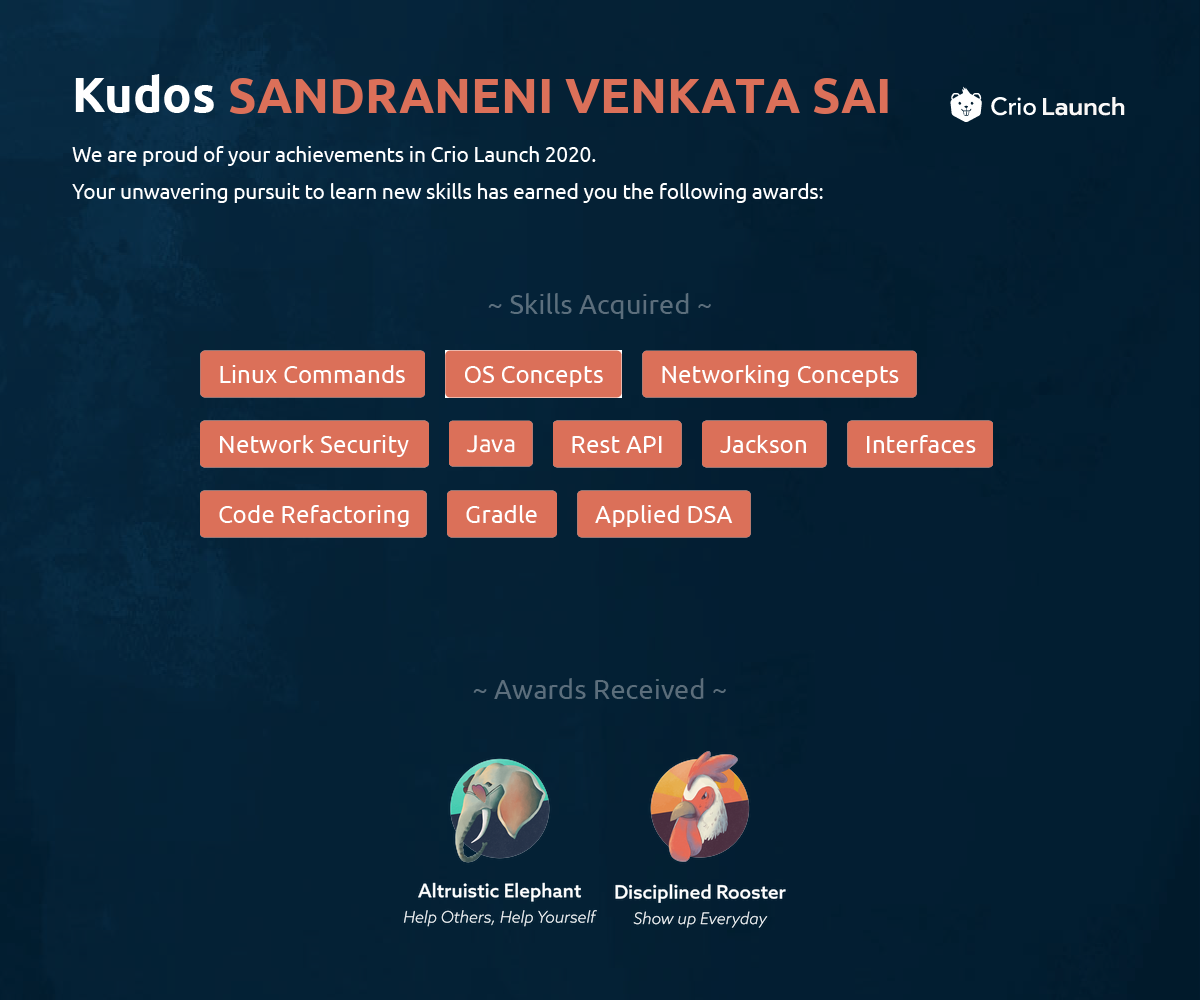 Kudos SANDRANENI VENKATA SAI
Crio Launch
We are proud of your achievements in Crio Launch 2020.
Your unwavering pursuit to learn new skills has earned you the following awards:
~ Skills Acquired ~
Linux Commands OS Concepts Networking Concepts
Network Security Java Rest API Jackson Interfaces
Code Refactoring Gradle Applied DSA
~ Awards Received ~
Altruistic Elephant Disciplined Rooster
Help Others, Help Yourself Show up Everyday